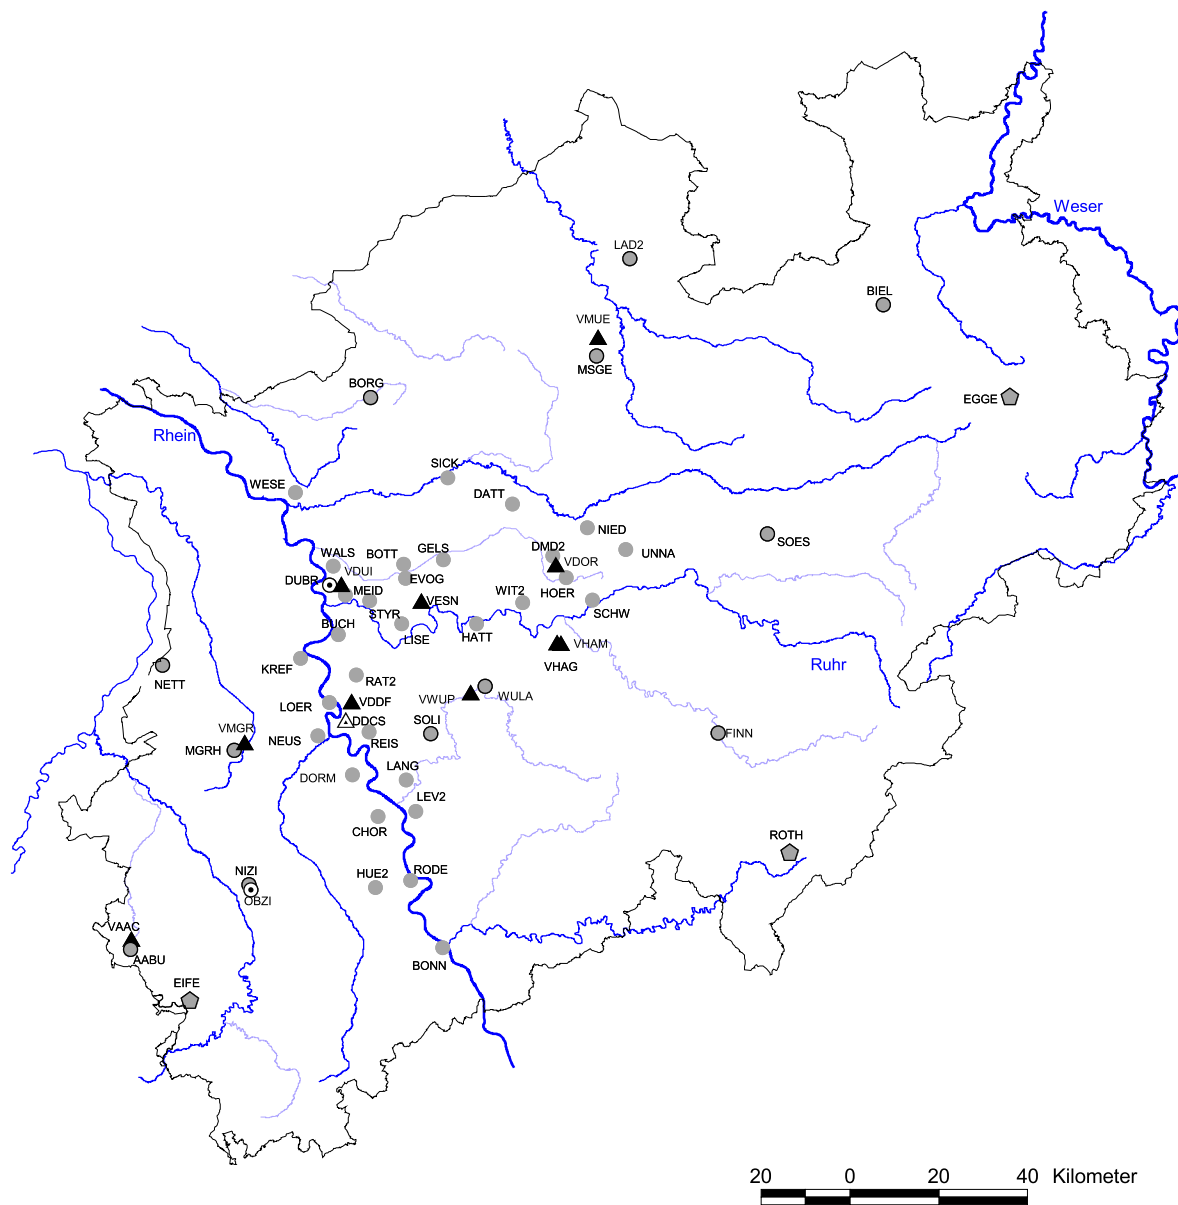 Weser
LAD2
BIEL
VMUE
MSGE
BORG
EGGE
Rhein
SICK
WESE
DATT
NIED
SOES
WALS
BOTT
GELS
DMD2
UNNA
VDUI
VDOR
DUBR
EVOG
MEID
HOER
VESN
WIT2
STYR
SCHW
BUCH
LISE
HATT
VHAM
KREF
VHAG
Ruhr
NETT
RAT2
VWUP
WULA
LOER
VDDF
DDCS
SOLI
VMGR
FINN
MGRH
NEUS
REIS
DORM
LANG
LEV2
CHOR
ROTH
NIZI
HUE2
RODE
OBZI
VAAC
AABU
BONN
EIFE
20 0 20 40 Kilometer